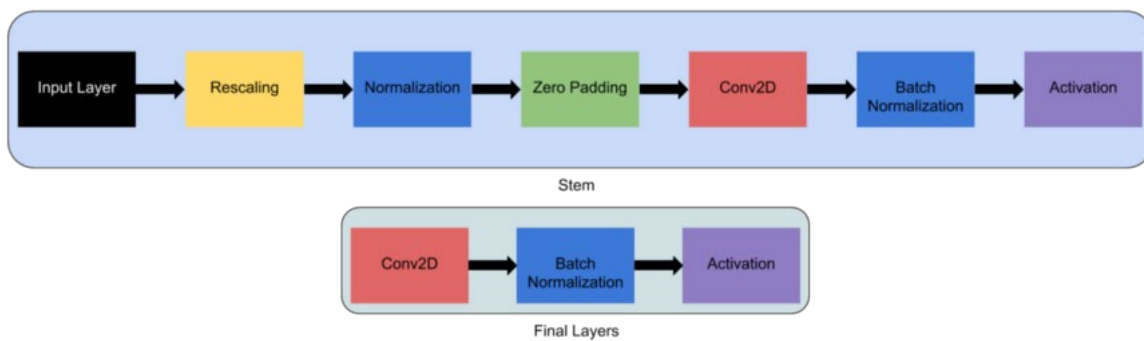 Input Layer
Rescaling
Normalization
Zero Padding
Conv2D
Batch
Normalization
Activation
Stem
Conv2D
Batch
Normalization
Activation
Final Layers